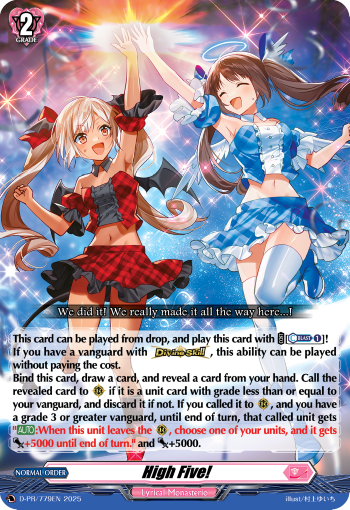 2
GRADE
We did it! We really made it all the way here...!
This card can be played from drop, and play this card with [BLAST 1]!
If you have a vanguard with Divine Skill, this ability can be played
without paying the cost.
Bind this card, draw a card, and reveal a card from your hand. Call the
revealed card to if it is a unit card with grade less than or equal to
your vanguard, and discard it if not. If you called it to , and you have
a grade 3 or greater vanguard, until end of turn, that called unit gets
"AUTO:When this unit leaves the , choose one of your units, and it gets
+5000 until end of turn." and +5000.
NORMAL ORDER
High Five!
Lyrical Monasterio
D-PR/779EN 2025
illust/村上ゆいち